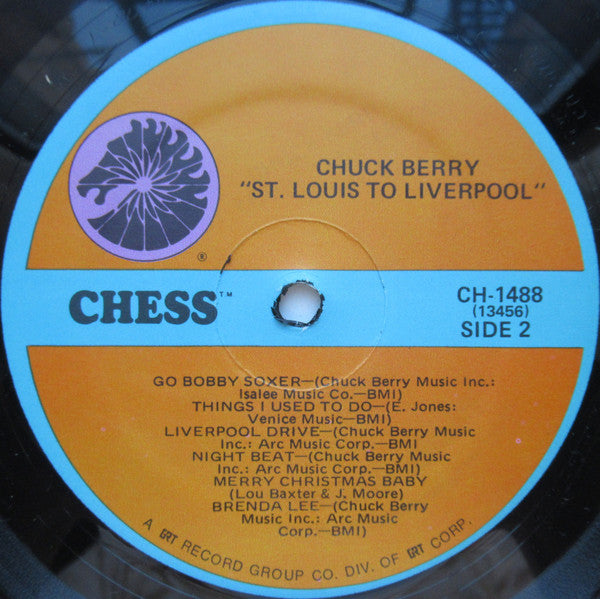 CHUCK BERRY
"ST. LOUIS TO LIVERPOOL"
®
CHESS™
CH-1488
(13456)
SIDE 2
GO BOBBY SOXER—(Chuck Berry Music Inc.:
Isalee Music Co.—BMI)
THINGS I USED TO DO—(E. Jones:
Venice Music—BMI)
LIVERPOOL DRIVE—(Chuck Berry Music
Inc.: Arc Music Corp.—BMI
NIGHT BEAT—(Chuck Berry Music
Inc.: Arc Music Corp.—BMI)
MERRY CHRISTMAS BABY
(Lou Baxter & J. Moore)
BRENDA LEE—(Chuck Berry
Music Inc.: Arc Music
Corp.—BMI)
A GRT RECORD GROUP CO. DIV. OF GRT CORP.